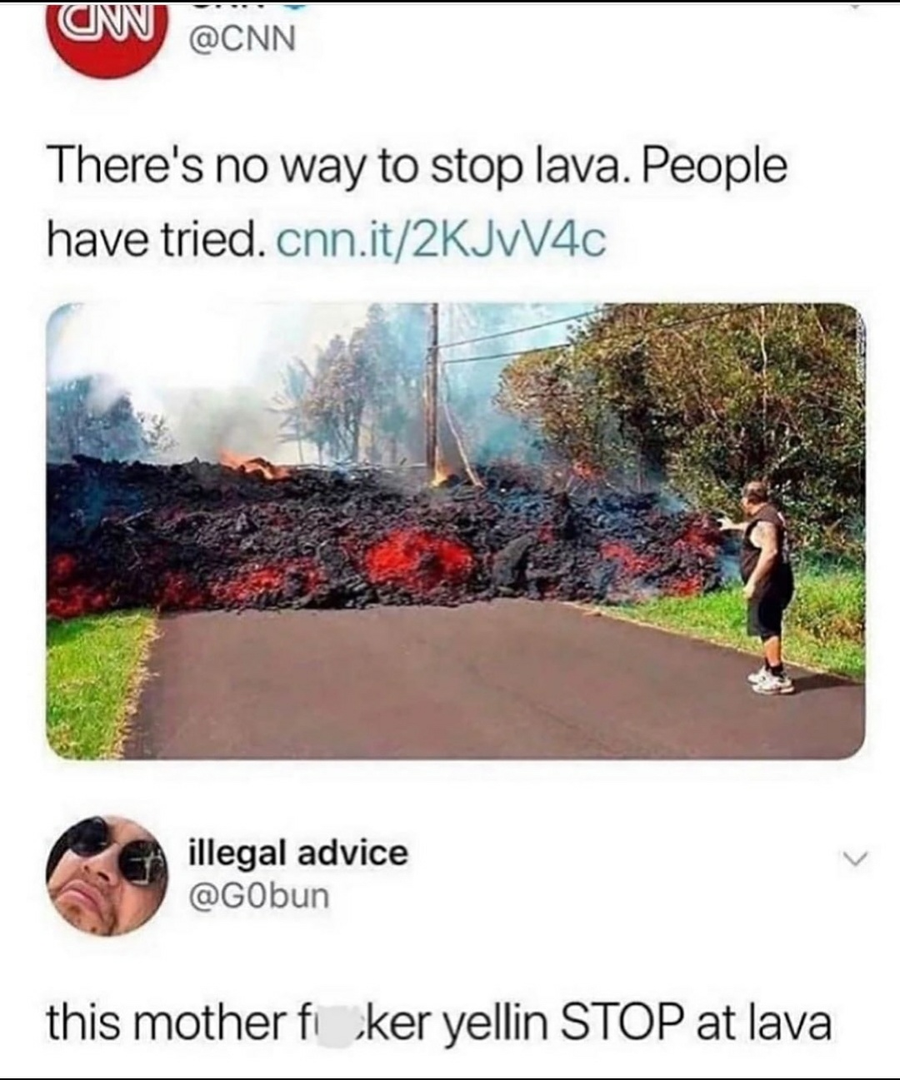 CNN
@CNN
There's no way to stop lava. People
have tried. cnn.it/2KJvV4c
illegal advice
@G0bun
this mother f ker yellin STOP at lava